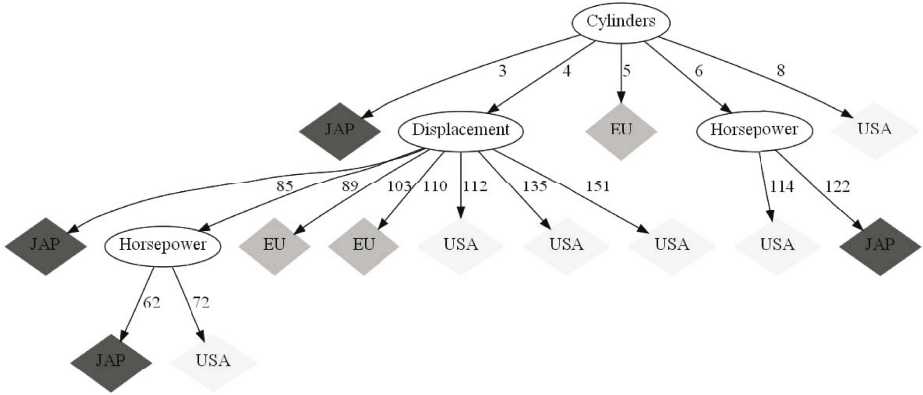 Cylinders
3 4 5 6 8
JAP Displacement EU Horsepower USA
85 89 103 110 112 135 151 114 122
JAP Horsepower EU EU USA USA USA USA JAP
62 72
JAP USA